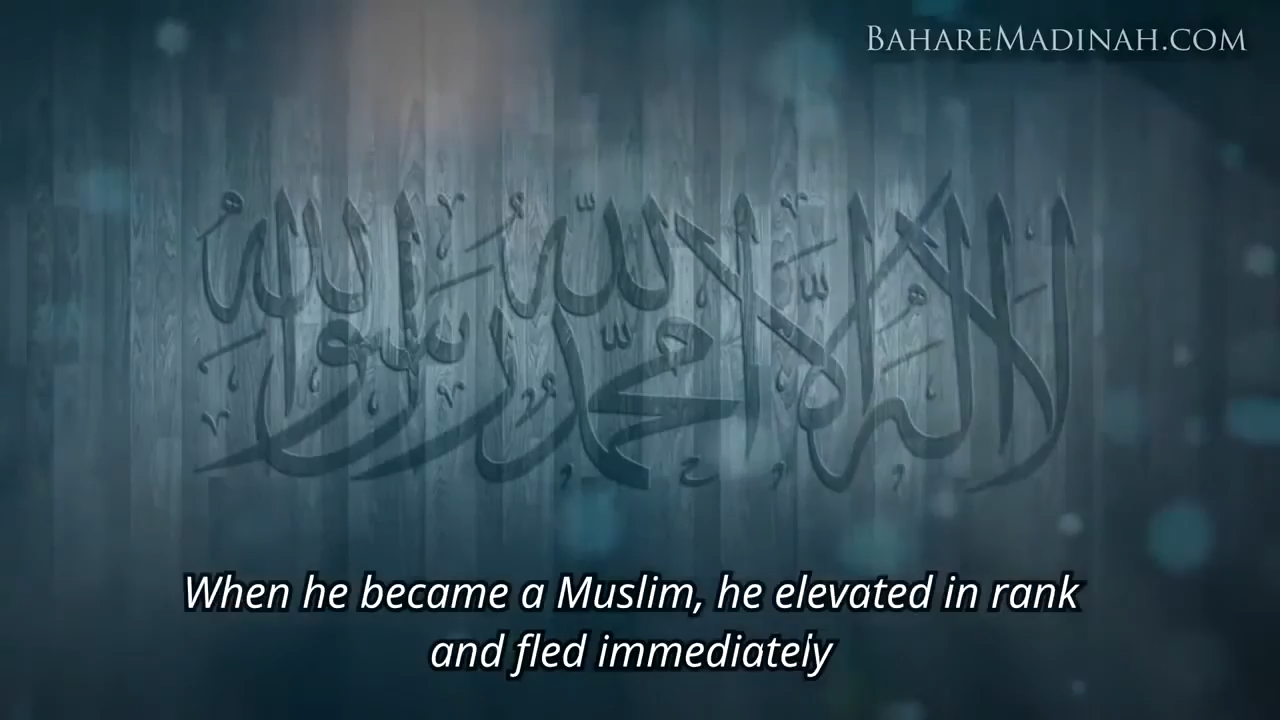 BAHAREMADINAH.COM
لا إله إلا الله محمد رسول الله
When he became a Muslim, he elevated in rank
and fled immediately